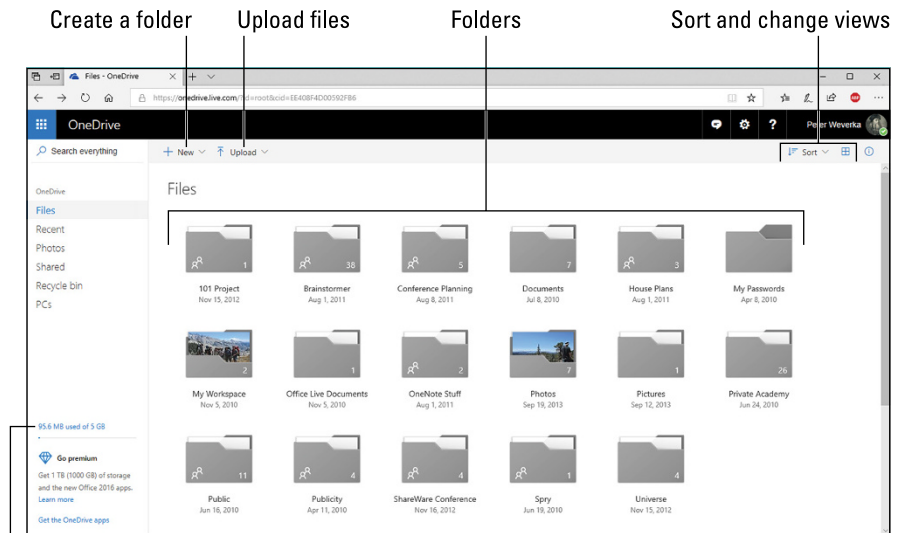 Create a folder
Upload files
Folders
Sort and change views
Files - OneDrive
https://onedrive.live.com/?id=root&cid=EE40BF4D00592FB6
OneDrive
?
Peter Weverka
Search everything
New
Upload
Sort
OneDrive
Files
Recent
Photos
Shared
Recycle bin
PCs
95.6 MB used of 5 GB
Go premium
Get 1 TB (1000 GB) of storage
and the new Office 2016 apps.
Learn more
Get the OneDrive apps
Files
1
38
5
7
3
101 Project
Brainstormer
Conference Planning
Documents
House Plans
My Passwords
Nov 15, 2012
Aug 1, 2011
Aug 8, 2011
Jul 8, 2010
Aug 1, 2011
Apr 8, 2010
2
1
2
7
1
26
My Workspace
Office Live Documents
OneNote Stuff
Photos
Pictures
Private Academy
Nov 5, 2010
Nov 5, 2010
Aug 1, 2011
Sep 19, 2013
Sep 12, 2013
Jun 24, 2010
11
4
4
1
4
Public
Publicity
ShareWare Conference
Spry
Universe
Jun 16, 2010
Apr 11, 2010
Nov 16, 2012
Jun 19, 2010
Nov 15, 2012